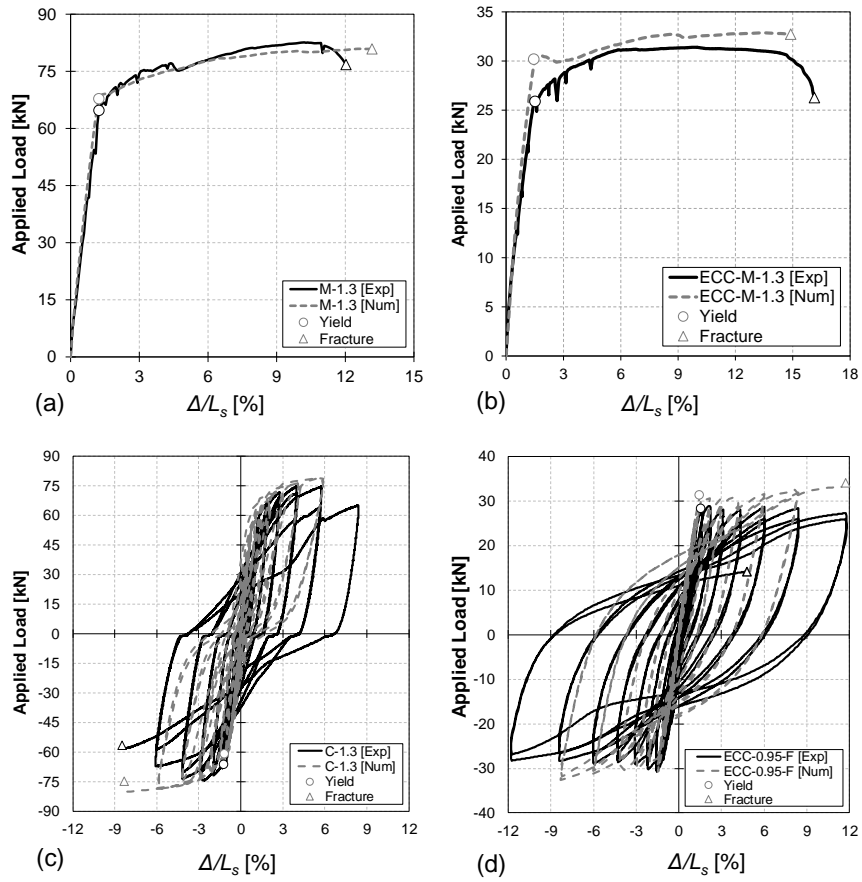 Applied Load [kN]
90
75
60
45
30
15
0
0 3 6 9 12 15
M-1.3 [Exp]
M-1.3 [Num]
Yield
Fracture
(a)
Δ/Ls [%]
Applied Load [kN]
35
30
25
20
15
10
5
0
0 3 6 9 12 15 18
ECC-M-1.3 [Exp]
ECC-M-1.3 [Num]
Yield
Fracture
(b)
Δ/Ls [%]
Applied Load [kN]
90
75
60
45
30
15
0
-15
-30
-45
-60
-75
-90
-12 -9 -6 -3 0 3 6 9 12
C-1.3 [Exp]
C-1.3 [Num]
Yield
Fracture
(c)
Δ/Ls [%]
Applied Load [kN]
40
30
20
10
0
-10
-20
-30
-40
-12 -9 -6 -3 0 3 6 9 12
ECC-0.95-F [Exp]
ECC-0.95-F [Num]
Yield
Fracture
(d)
Δ/Ls [%]